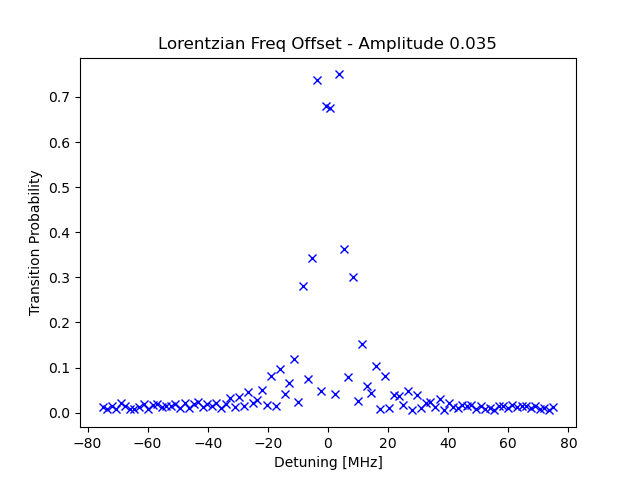 Lorentzian Freq Offset - Amplitude 0.035
Transition Probability
0.7
0.6
0.5
0.4
0.3
0.2
0.1
0.0
−80 −60 −40 −20 0 20 40 60 80
Detuning [MHz]